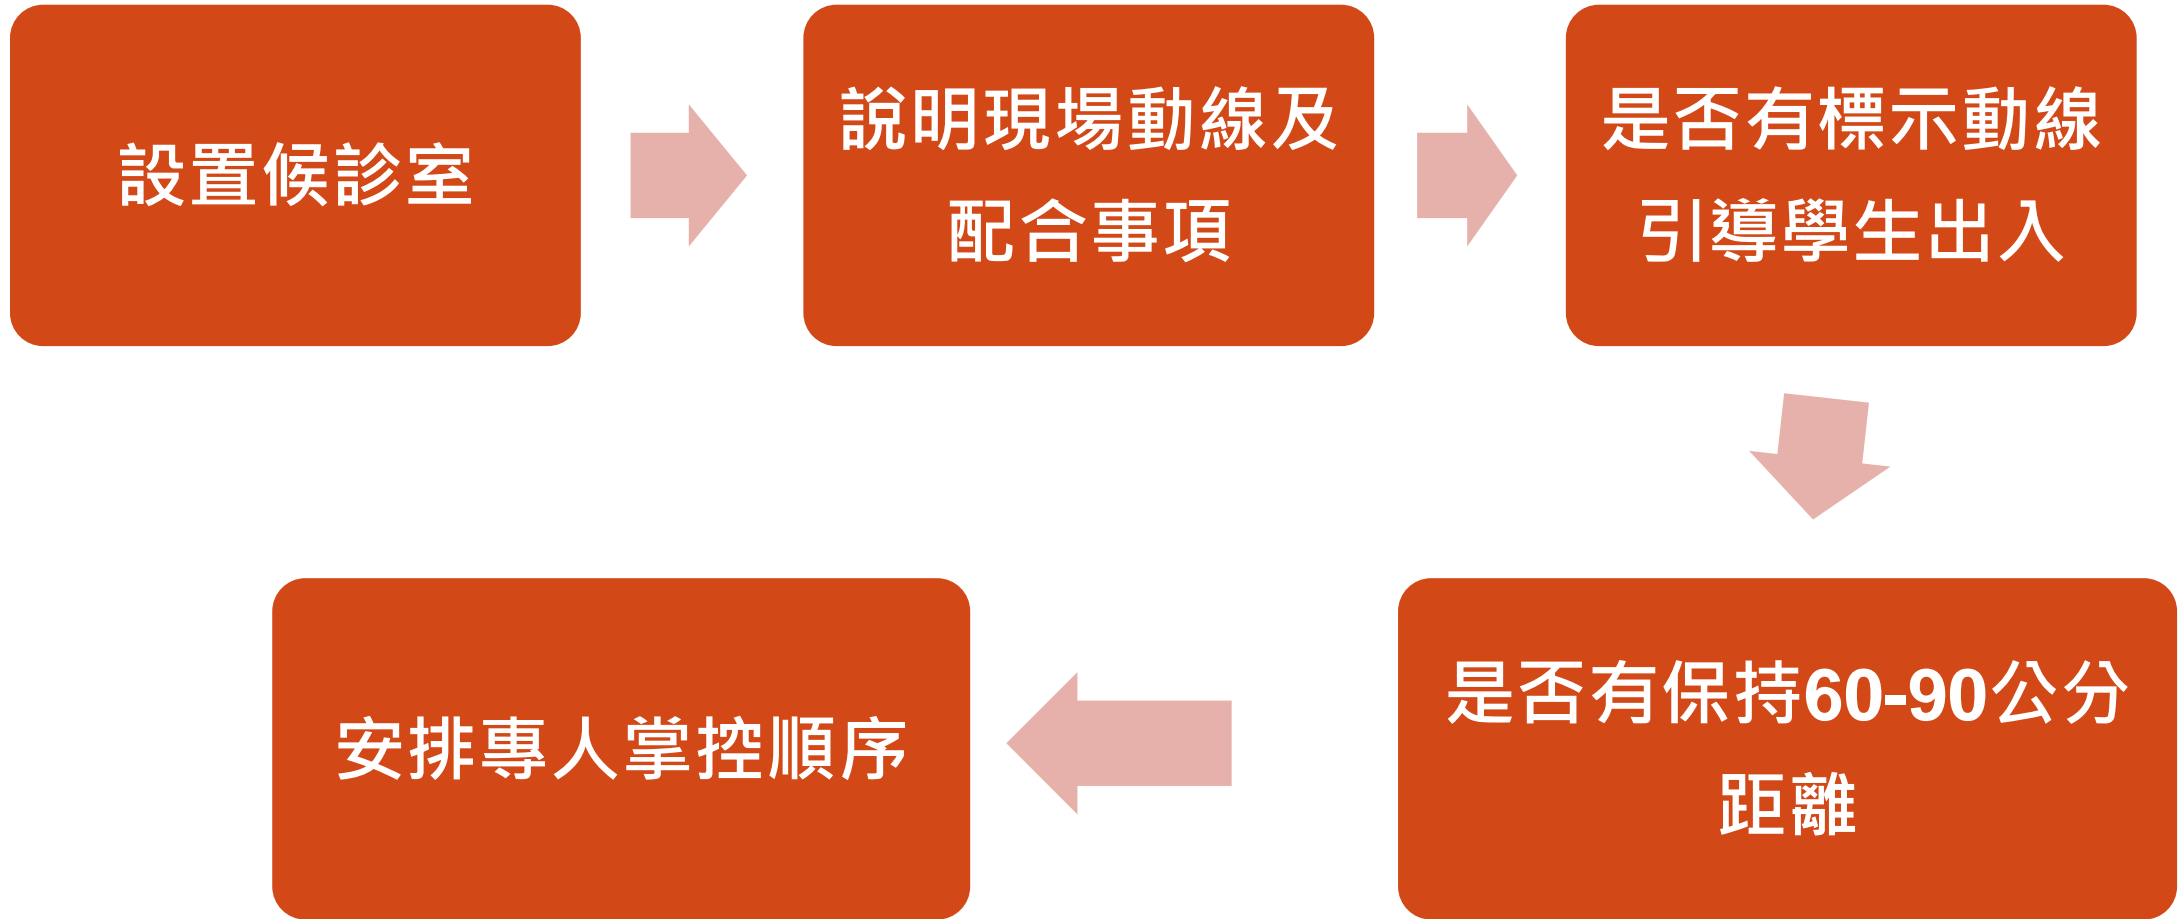 設置候診室
說明現場動線及
配合事項
是否有標示動線
引導學生出入
是否有保持60-90公分
距離
安排專人掌控順序